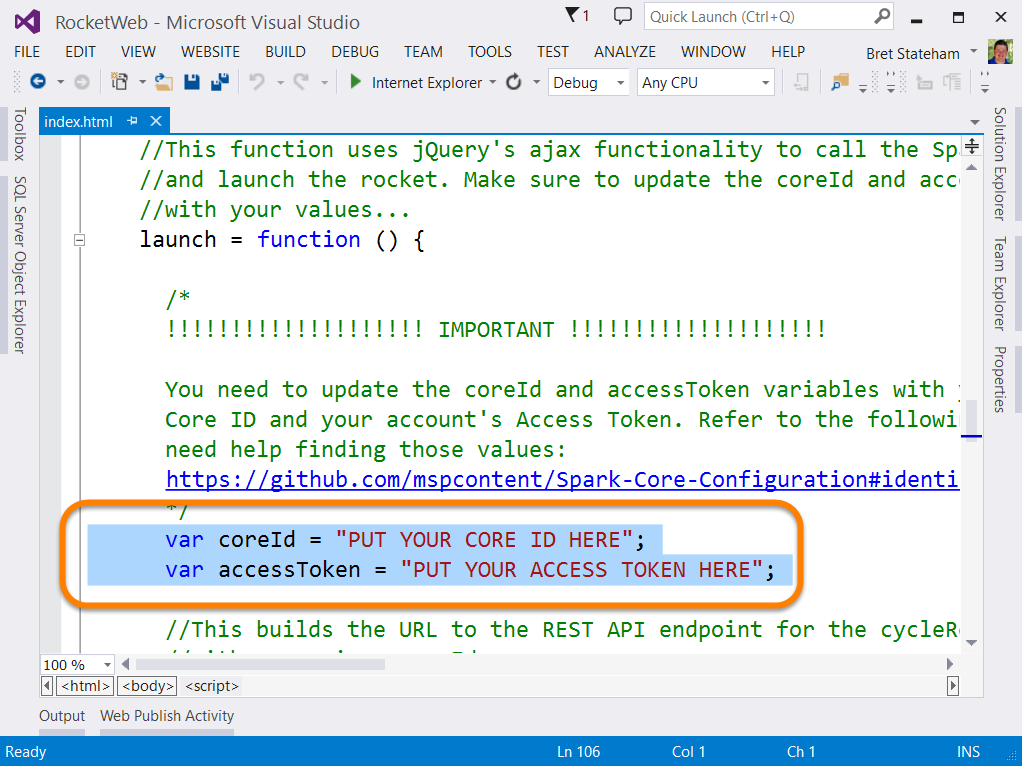 RocketWeb - Microsoft Visual Studio
1
Quick Launch (Ctrl+Q)
FILE EDIT VIEW WEBSITE BUILD DEBUG TEAM TOOLS TEST ANALYZE WINDOW HELP Bret Stateham
Internet Explorer Debug Any CPU
Toolbox
SQL Server Object Explorer
index.html
//This function uses jQuery's ajax functionality to call the Sp
//and launch the rocket. Make sure to update the coreId and acc
//with your values...
launch = function () {
/*
!!!!!!!!!!!!!!!!!!!! IMPORTANT !!!!!!!!!!!!!!!!!!!!
You need to update the coreId and accessToken variables with
Core ID and your account's Access Token. Refer to the followi
need help finding those values:
https://github.com/mspcontent/Spark-Core-Configuration#identi
*/
var coreId = "PUT YOUR CORE ID HERE";
var accessToken = "PUT YOUR ACCESS TOKEN HERE";
//This builds the URL to the REST API endpoint for the cycleR
Solution Explorer
Team Explorer
Properties
100 %
<html> <body> <script>
Output Web Publish Activity
Ready Ln 106 Col 1 Ch 1 INS